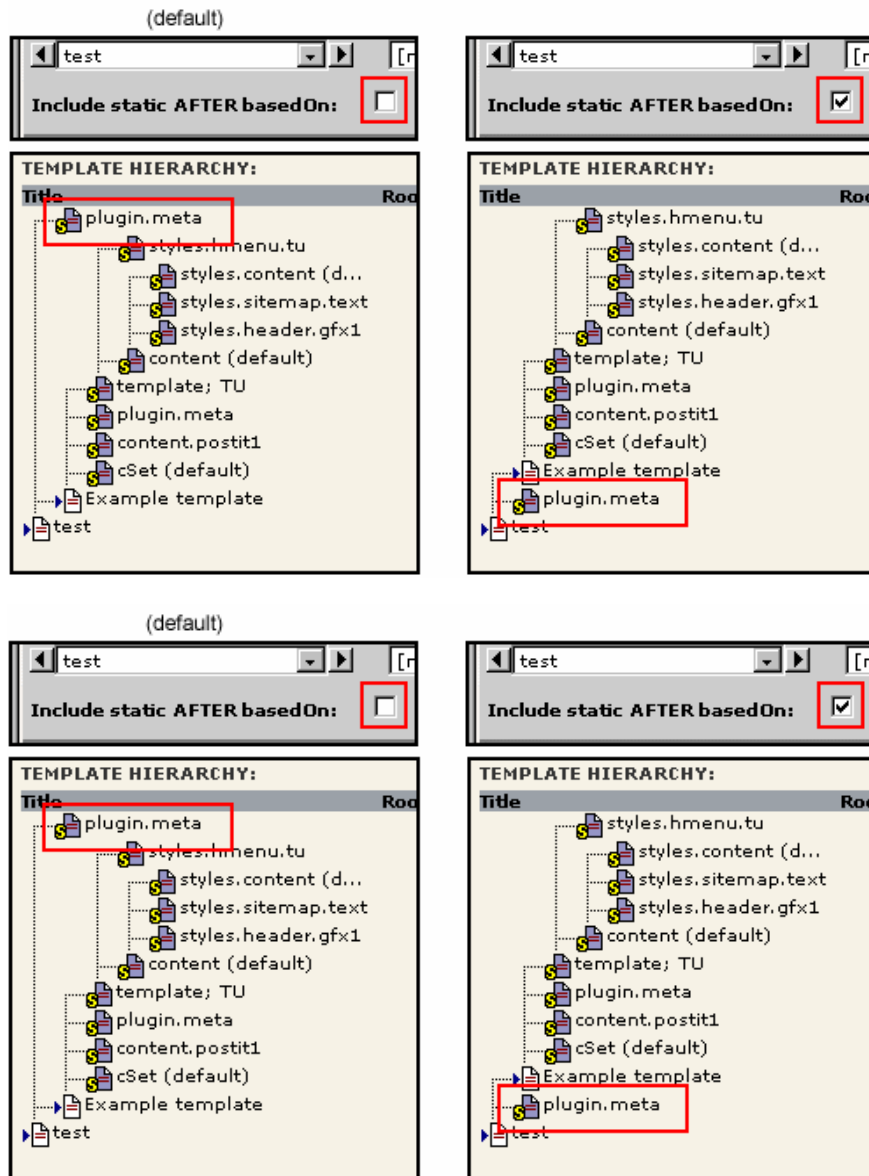 (default)
test
[r
Include static AFTER basedOn:
TEMPLATE HIERARCHY:
Title Roo
plugin.meta
styles.hmenu.tu
styles.content (d...
styles.sitemap.text
styles.header.gfx1
content (default)
template; TU
plugin.meta
content.postit1
cSet (default)
Example template
test
test
[r
Include static AFTER basedOn:
TEMPLATE HIERARCHY:
Title Roo
styles.hmenu.tu
styles.content (d...
styles.sitemap.text
styles.header.gfx1
content (default)
template; TU
plugin.meta
content.postit1
cSet (default)
Example template
plugin.meta
test
(default)
test
[r
Include static AFTER basedOn:
TEMPLATE HIERARCHY:
Title Roo
plugin.meta
styles.hmenu.tu
styles.content (d...
styles.sitemap.text
styles.header.gfx1
content (default)
template; TU
plugin.meta
content.postit1
cSet (default)
Example template
test
test
[r
Include static AFTER basedOn:
TEMPLATE HIERARCHY:
Title Roo
styles.hmenu.tu
styles.content (d...
styles.sitemap.text
styles.header.gfx1
content (default)
template; TU
plugin.meta
content.postit1
cSet (default)
Example template
plugin.meta
test